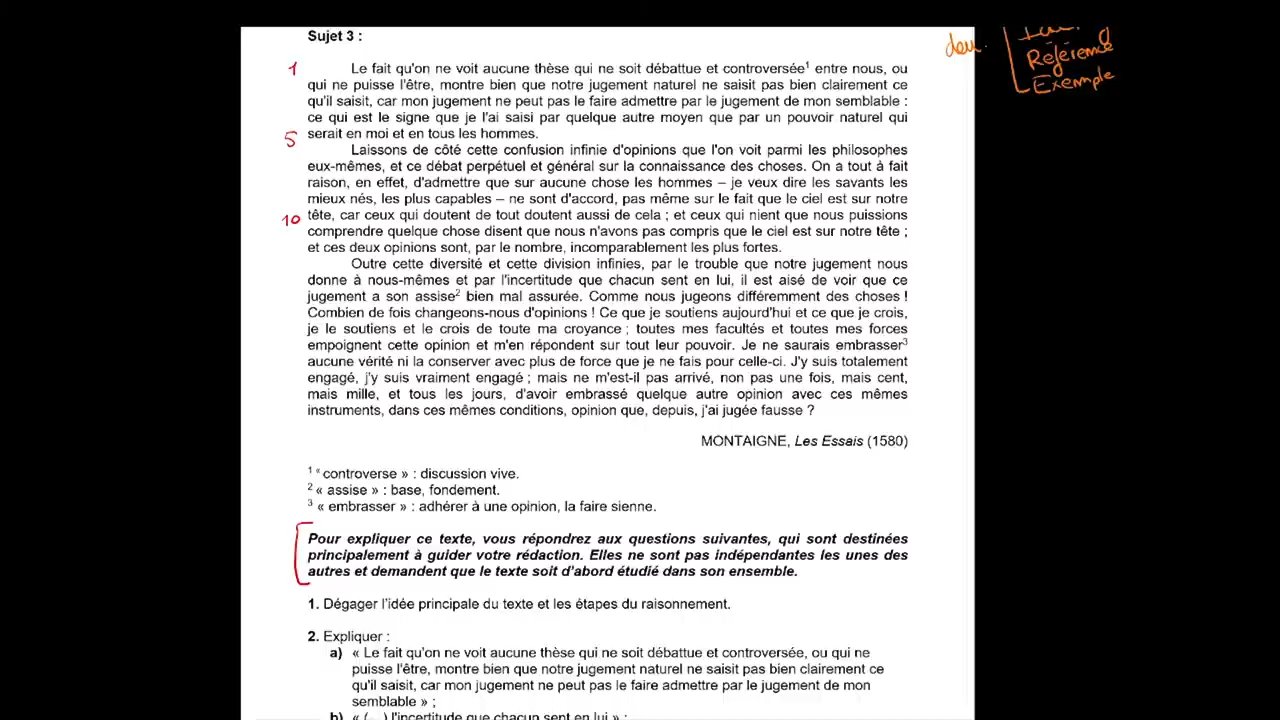 Sujet 3 :
1 Le fait qu'on ne voit aucune thèse qui ne soit débattue et controversée1 entre nous, ou
qui ne puisse l'être, montre bien que notre jugement naturel ne saisit pas bien clairement ce
qu'il saisit, car mon jugement ne peut pas le faire admettre par le jugement de mon semblable :
ce qui est le signe que je l'ai saisi par quelque autre moyen que par un pouvoir naturel qui
5 serait en moi et en tous les hommes.
Laissons de côté cette confusion infinie d'opinions que l'on voit parmi les philosophes
eux-mêmes, et ce débat perpétuel et général sur la connaissance des choses. On a tout à fait
raison, en effet, d'admettre que sur aucune chose les hommes – je veux dire les savants les
mieux nés, les plus capables – ne sont d'accord, pas même sur le fait que le ciel est sur notre
10 tête, car ceux qui doutent de tout doutent aussi de cela ; et ceux qui nient que nous puissions
comprendre quelque chose disent que nous n'avons pas compris que le ciel est sur notre tête ;
et ces deux opinions sont, par le nombre, incomparablement les plus fortes.
Outre cette diversité et cette division infinies, par le trouble que notre jugement nous
donne à nous-mêmes et par l'incertitude que chacun sent en lui, il est aisé de voir que ce
jugement a son assise2 bien mal assurée. Comme nous jugeons différemment des choses !
Combien de fois changeons-nous d'opinions ! Ce que je soutiens aujourd'hui et ce que je crois,
je le soutiens et le crois de toute ma croyance ; toutes mes facultés et toutes mes forces
empoignent cette opinion et m'en répondent sur tout leur pouvoir. Je ne saurais embrasser3
aucune vérité ni la conserver avec plus de force que je ne fais pour celle-ci. J'y suis totalement
engagé, j'y suis vraiment engagé ; mais ne m'est-il pas arrivé, non pas une fois, mais cent,
mais mille, et tous les jours, d'avoir embrassé quelque autre opinion avec ces mêmes
instruments, dans ces mêmes conditions, opinion que, depuis, j'ai jugée fausse ?
MONTAIGNE, Les Essais (1580)
1 « controverse » : discussion vive.
2 « assise » : base, fondement.
3 « embrasser » : adhérer à une opinion, la faire sienne.
Pour expliquer ce texte, vous répondrez aux questions suivantes, qui sont destinées
principalement à guider votre rédaction. Elles ne sont pas indépendantes les unes des
autres et demandent que le texte soit d'abord étudié dans son ensemble.
1. Dégager l'idée principale du texte et les étapes du raisonnement.
2. Expliquer :
a) « Le fait qu'on ne voit aucune thèse qui ne soit débattue et controversée, ou qui ne
puisse l'être, montre bien que notre jugement naturel ne saisit pas bien clairement ce
qu'il saisit, car mon jugement ne peut pas le faire admettre par le jugement de mon
semblable » ;
b) « (...) l'incertitude que chacun sent en lui » ;
Référence
Exemple